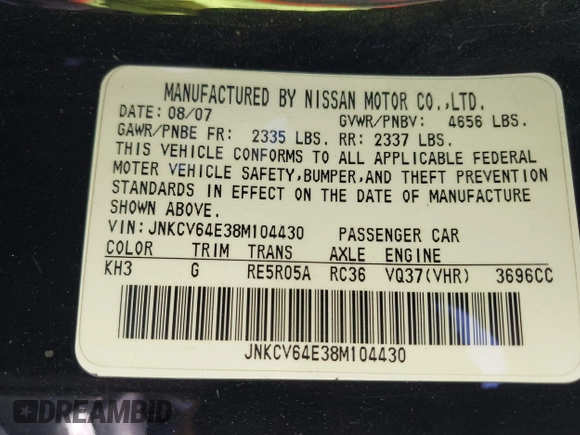 MANUFACTURED BY NISSAN MOTOR CO.,LTD.
DATE: 08/07 GVWR/PNBV: 4656 LBS.
GAWR/PNBE FR: 2335 LBS. RR: 2337 LBS.
THIS VEHICLE CONFORMS TO ALL APPLICABLE FEDERAL
MOTER VEHICLE SAFETY,BUMPER,AND THEFT PREVENTION
STANDARDS IN EFFECT ON THE DATE OF MANUFACTURE
SHOWN ABOVE.
VIN:JNKCV64E38M104430 PASSENGER CAR
COLOR TRIM TRANS AXLE ENGINE
KH3 G RE5R05A RC36 VQ37(VHR) 3696CC
JNKCV64E38M104430
DREAMBID